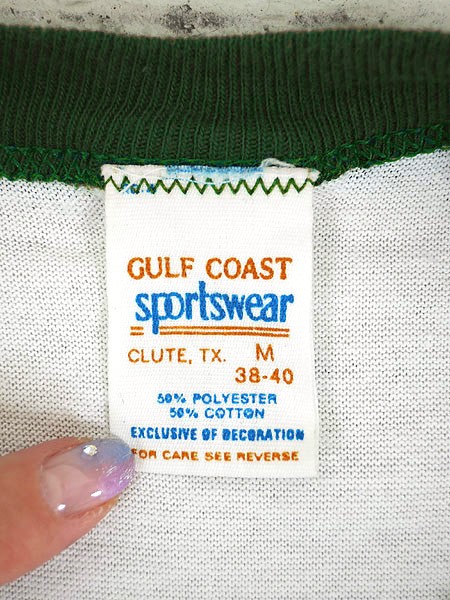 GULF COAST
sportswear
CLUTE, TX. M
38-40
50% POLYESTER
50% COTTON
EXCLUSIVE OF DECORATION
FOR CARE SEE REVERSE